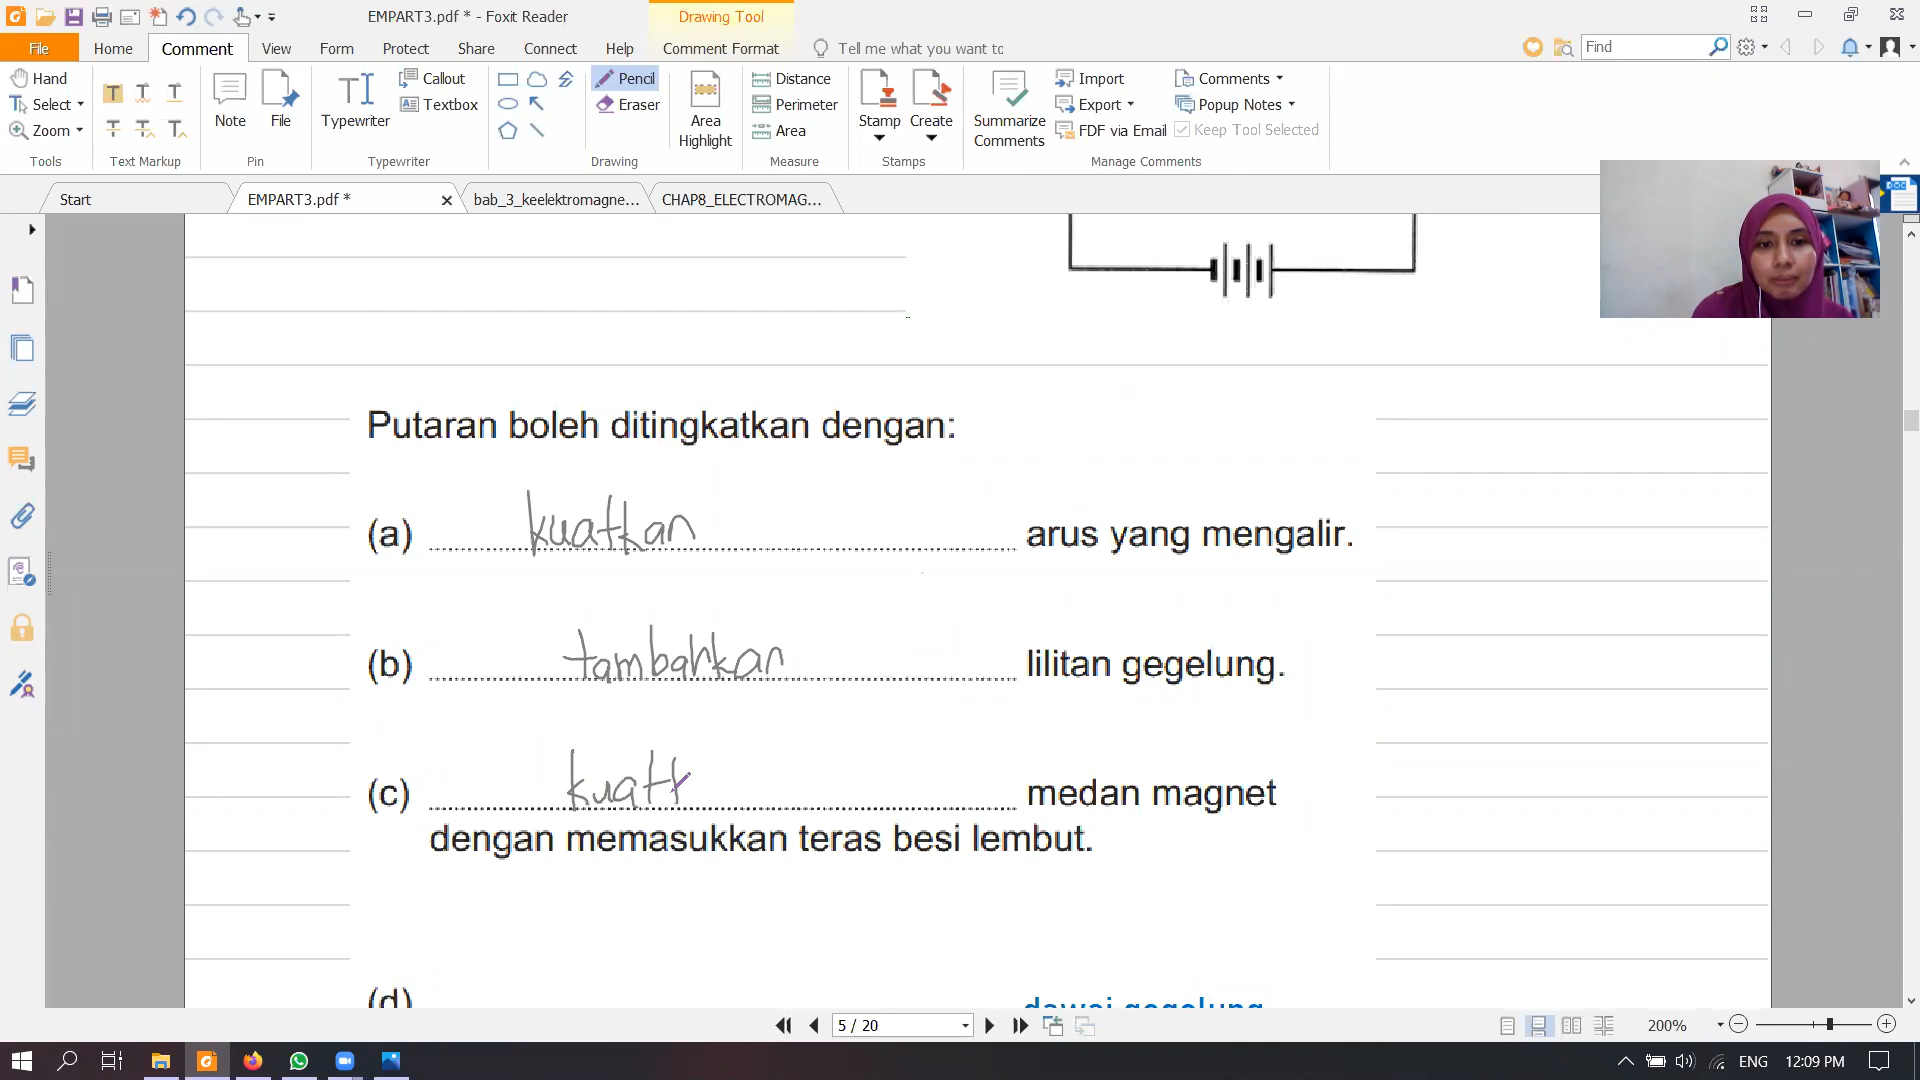 EMPART3.pdf * - Foxit Reader
Drawing Tool
File Home Comment View Form Protect Share Connect Help Comment Format Tell me what you want to Find
Hand
Select
Zoom
Tools
T T T
Text Markup
Note File
Pin
Typewriter
Callout
Textbox
Typewriter
Pencil
Eraser
Drawing
Area Highlight
Distance
Perimeter
Area
Measure
Stamp Create
Stamps
Summarize Comments
Import
Export
FDF via Email
Comments
Popup Notes
Keep Tool Selected
Manage Comments
Start EMPART3.pdf * bab_3_keelektromagne... CHAP8_ELECTROMAG...
DOC
Putaran boleh ditingkatkan dengan:
(a) kuatkan arus yang mengalir.
(b) tambahkan lilitan gegelung.
(c) kuatk medan magnet
dengan memasukkan teras besi lembut.
(d) dawai gegelung
5 / 20
200%
ENG 12:09 PM